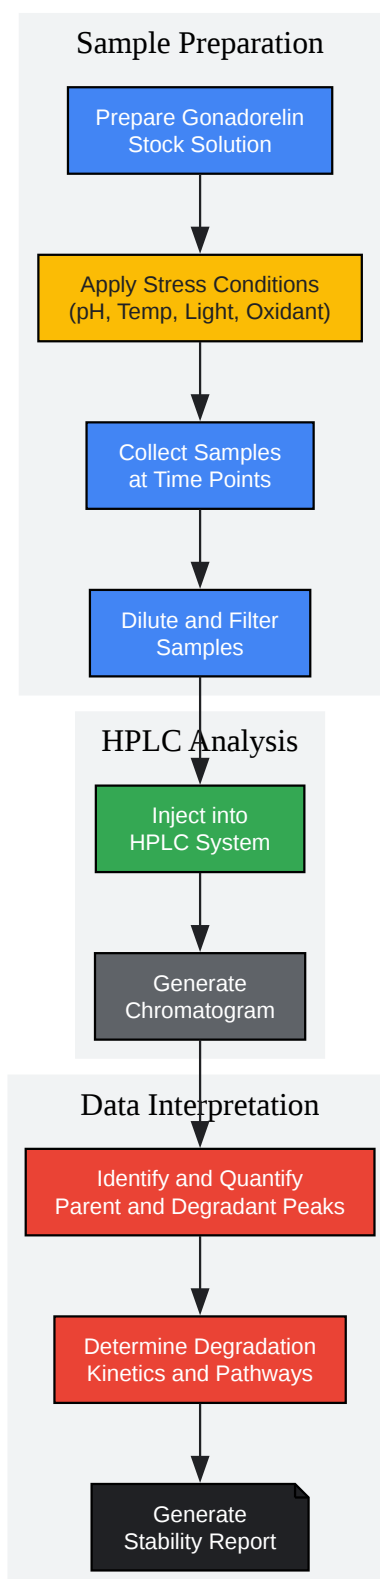 Sample Preparation
Prepare Gonadorelin
Stock Solution
Apply Stress Conditions
(pH, Temp, Light, Oxidant)
Collect Samples
at Time Points
Dilute and Filter
Samples
HPLC Analysis
Inject into
HPLC System
Generate
Chromatogram
Data Interpretation
Identify and Quantify
Parent and Degradant Peaks
Determine Degradation
Kinetics and Pathways
Generate
Stability Report